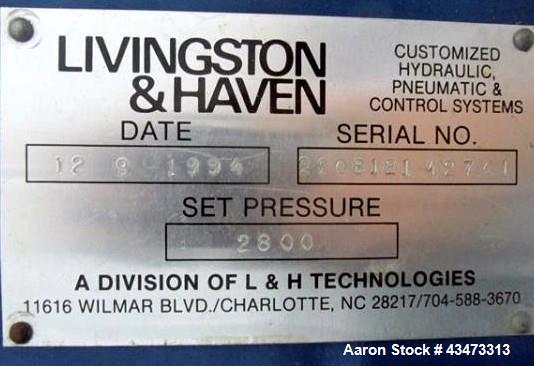 LIVINGSTON
& HAVEN
CUSTOMIZED
HYDRAULIC,
PNEUMATIC &
CONTROL SYSTEMS
DATE
12 9 1994
SERIAL NO.
SET PRESSURE
2800
A DIVISION OF L & H TECHNOLOGIES
11616 WILMAR BLVD./CHARLOTTE, NC 28217/704-588-3670
Aaron Stock # 43473313